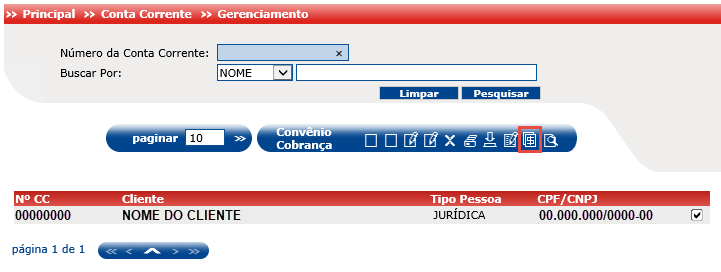 >> Principal >> Conta Corrente >> Gerenciamento
Número da Conta Corrente: ×
Buscar Por: NOME
Limpar Pesquisar
paginar 10 >> Convênio
Cobrança
Nº CC Cliente Tipo Pessoa CPF/CNPJ
00000000 NOME DO CLIENTE JURÍDICA 00.000.000/0000-00
página 1 de 1 << < > >>